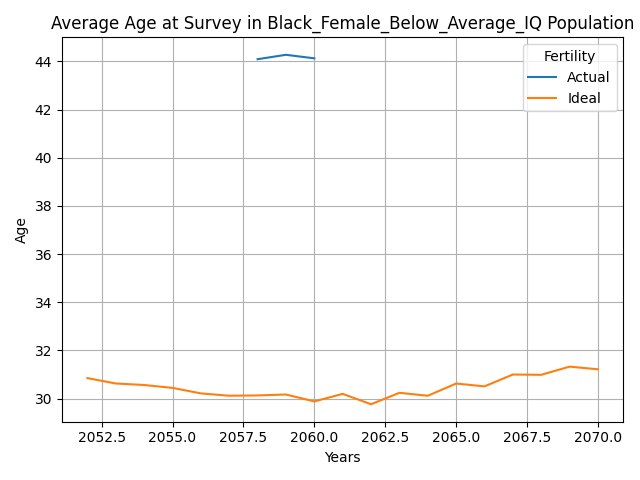 Average Age at Survey in Black_Female_Below_Average_IQ Population
Fertility
Actual
Ideal
Age
44
42
40
38
36
34
32
30
2052.5 2055.0 2057.5 2060.0 2062.5 2065.0 2067.5 2070.0
Years